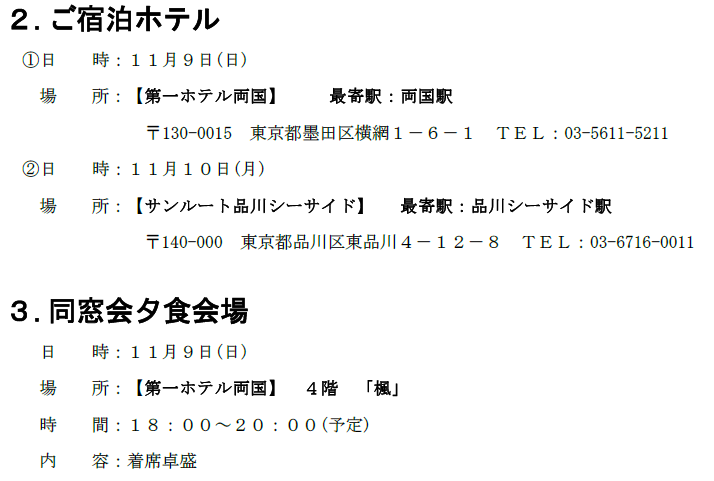 ２．ご宿泊ホテル
①日　　時：１１月９日(日)
場　　所：【第一ホテル両国】　　　最寄駅：両国駅
〒130-0015　東京都墨田区横網１－６－１　ＴＥＬ：03-5611-5211
②日　　時：１１月１０日(月)
場　　所：【サンルート品川シーサイド】　　最寄駅：品川シーサイド駅
〒140-000　東京都品川区東品川４－１２－８　ＴＥＬ：03-6716-0011
３．同窓会夕食会場
日　　時：１１月９日(日)
場　　所：【第一ホテル両国】　４階　「楓」
時　　間：１８：００～２０：００(予定)
内　　容：着席卓盛